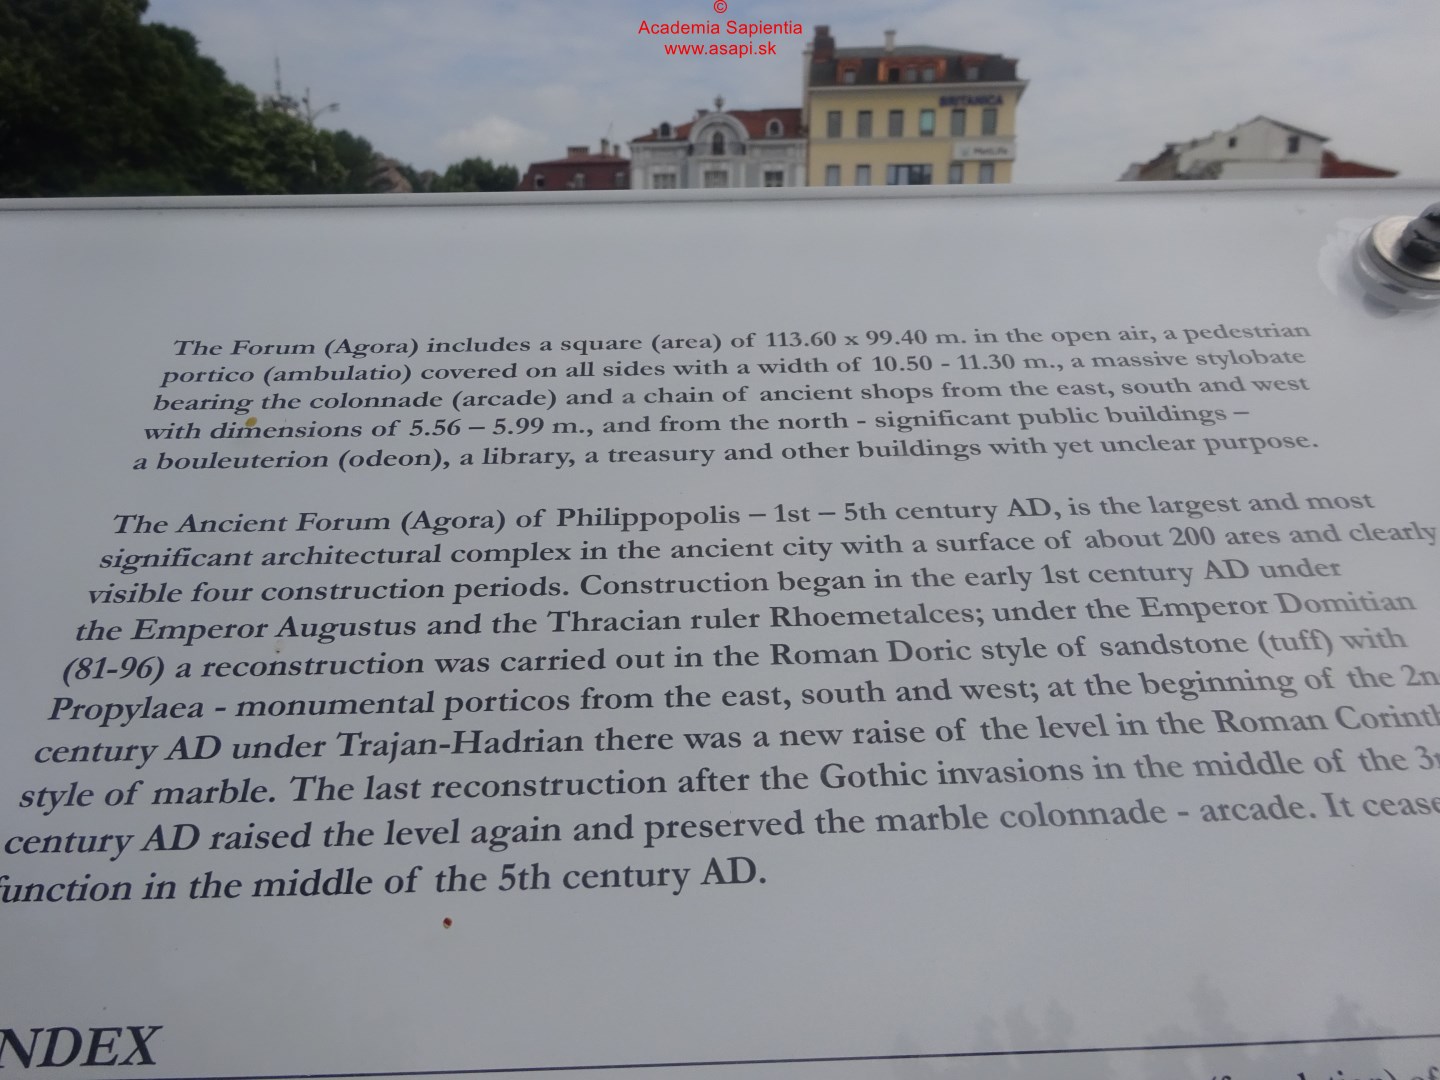 ©
Academia Sapientia
www.asapi.sk
BRITANICA
MetLife
The Forum (Agora) includes a square (area) of 113.60 x 99.40 m. in the open air, a pedestrian
portico (ambulatio) covered on all sides with a width of 10.50 - 11.30 m., a massive stylobate
bearing the colonnade (arcade) and a chain of ancient shops from the east, south and west
with dimensions of 5.56 – 5.99 m., and from the north - significant public buildings –
a bouleuterion (odeon), a library, a treasury and other buildings with yet unclear purpose.
The Ancient Forum (Agora) of Philippopolis – 1st – 5th century AD, is the largest and most
significant architectural complex in the ancient city with a surface of about 200 ares and clearly
visible four construction periods. Construction began in the early 1st century AD under
the Emperor Augustus and the Thracian ruler Rhoemetalces; under the Emperor Domitian
(81-96) a reconstruction was carried out in the Roman Doric style of sandstone (tuff) with
Propylaea - monumental porticos from the east, south and west; at the beginning of the 2n
century AD under Trajan-Hadrian there was a new raise of the level in the Roman Corinth
style of marble. The last reconstruction after the Gothic invasions in the middle of the 3r
century AD raised the level again and preserved the marble colonnade - arcade. It cease
function in the middle of the 5th century AD.
NDEX